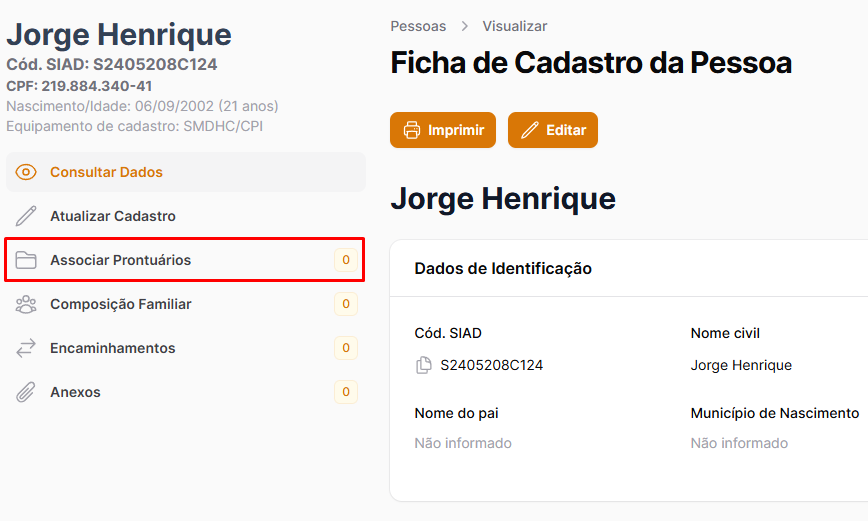 Jorge Henrique
Cód. SIAD: S2405208C124
CPF: 219.884.340-41
Nascimento/Idade: 06/09/2002 (21 anos)
Equipamento de cadastro: SMDHC/CPI
Consultar Dados
Atualizar Cadastro
Associar Prontuários 0
Composição Familiar 0
Encaminhamentos 0
Anexos 0
Pessoas > Visualizar
Ficha de Cadastro da Pessoa
Imprimir Editar
Jorge Henrique
Dados de Identificação
Cód. SIAD Nome civil
S2405208C124 Jorge Henrique
Nome do pai Município de Nascimento
Não informado Não informado